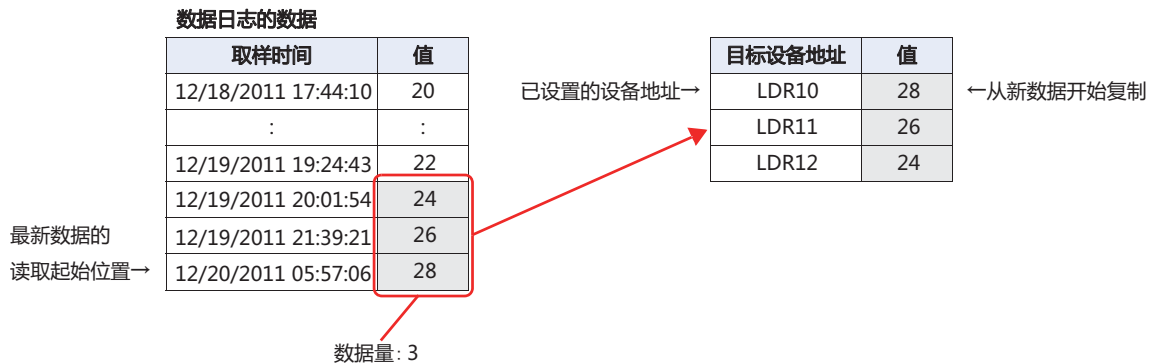 数据日志的数据
取样时间 值
12/18/2011 17:44:10 20
: :
12/19/2011 19:24:43 22
12/19/2011 20:01:54 24
12/19/2011 21:39:21 26
12/20/2011 05:57:06 28
最新数据的
读取起始位置→
数据量: 3
目标设备地址 值
已设置的设备地址→ LDR10 28 ←从新数据开始复制
LDR11 26
LDR12 24